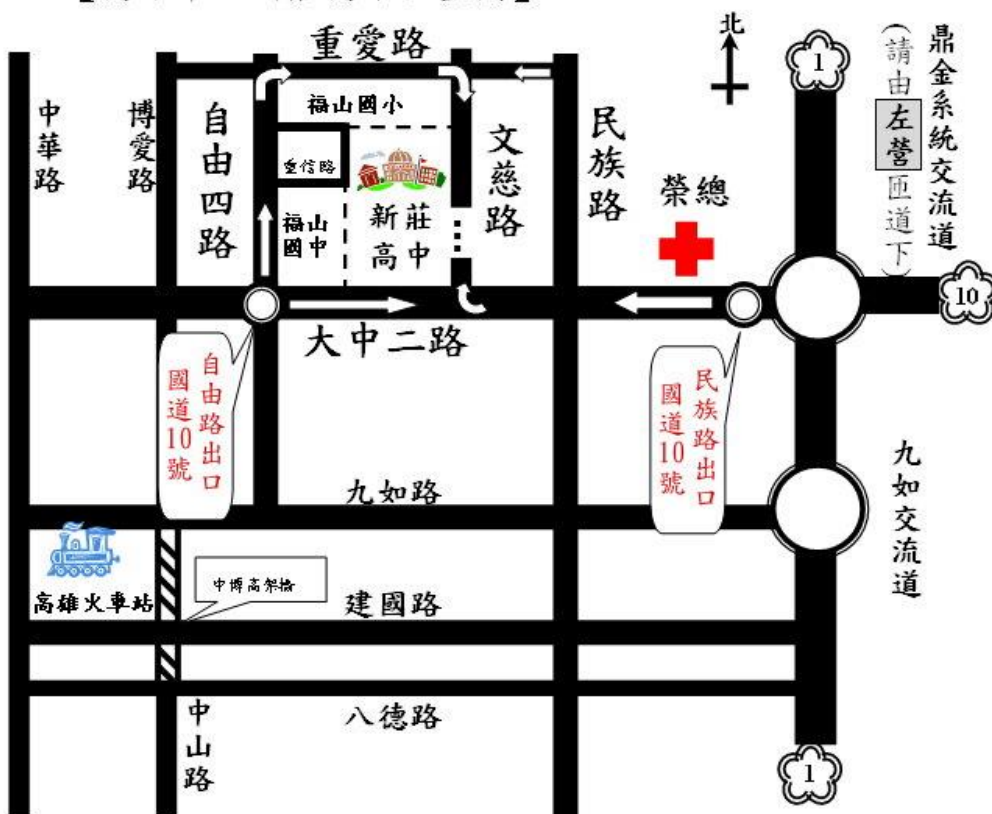 重愛路
北
1
鼎金系統交流道
(請由左營匝道下)
中華路
博愛路
自由四路
福山國小
重信路
福山
國中
新莊
高中
文慈路
民族路
榮總
10
大中二路
自由路出口
國道10號
民族路出口
國道10號
九如路
九如交流道
高雄火車站
中博高架橋
建國路
八德路
中山路
1